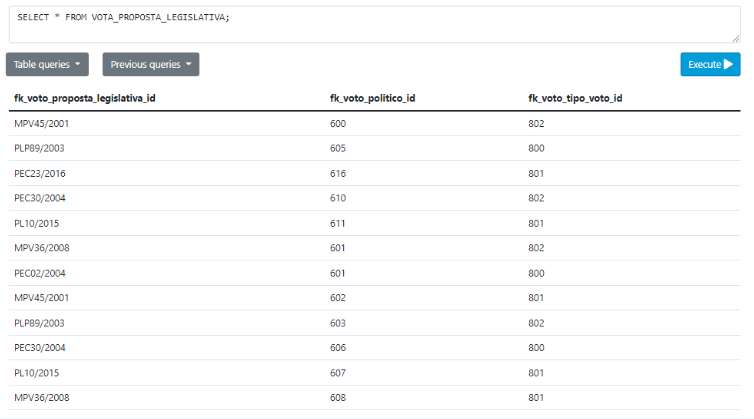 SELECT * FROM VOTA_PROPOSTA_LEGISLATIVA;
Table queries Previous queries Execute
fk_voto_proposta_legislativa_id fk_voto_politico_id fk_voto_tipo_voto_id
MPV45/2001 600 802
PLP89/2003 605 800
PEC23/2016 616 801
PEC30/2004 610 802
PL10/2015 611 801
MPV36/2008 601 802
PEC02/2004 601 800
MPV45/2001 602 801
PLP89/2003 603 802
PEC30/2004 606 800
PL10/2015 607 801
MPV36/2008 608 801